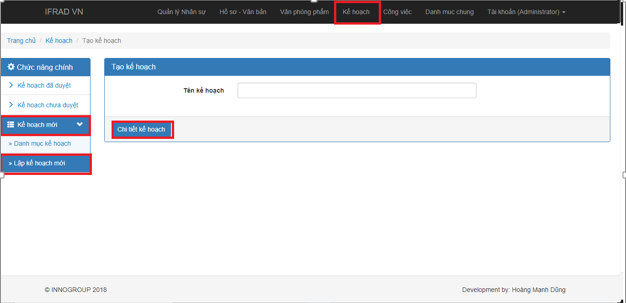 IFRAD VN Quản lý Nhân sự Hồ sơ - Văn bản Văn phòng phẩm Kế hoạch Công việc Danh mục chung Tài khoản (Administrator)
Trang chủ / Kế hoạch / Tạo kế hoạch
Chức năng chính
Kế hoạch đã duyệt
Kế hoạch chưa duyệt
Kế hoạch mới
» Danh mục kế hoạch
» Lập kế hoạch mới
Tạo kế hoạch
Tên kế hoạch
Chi tiết kế hoạch
© INNOGROUP 2018 Development by: Hoàng Mạnh Dũng